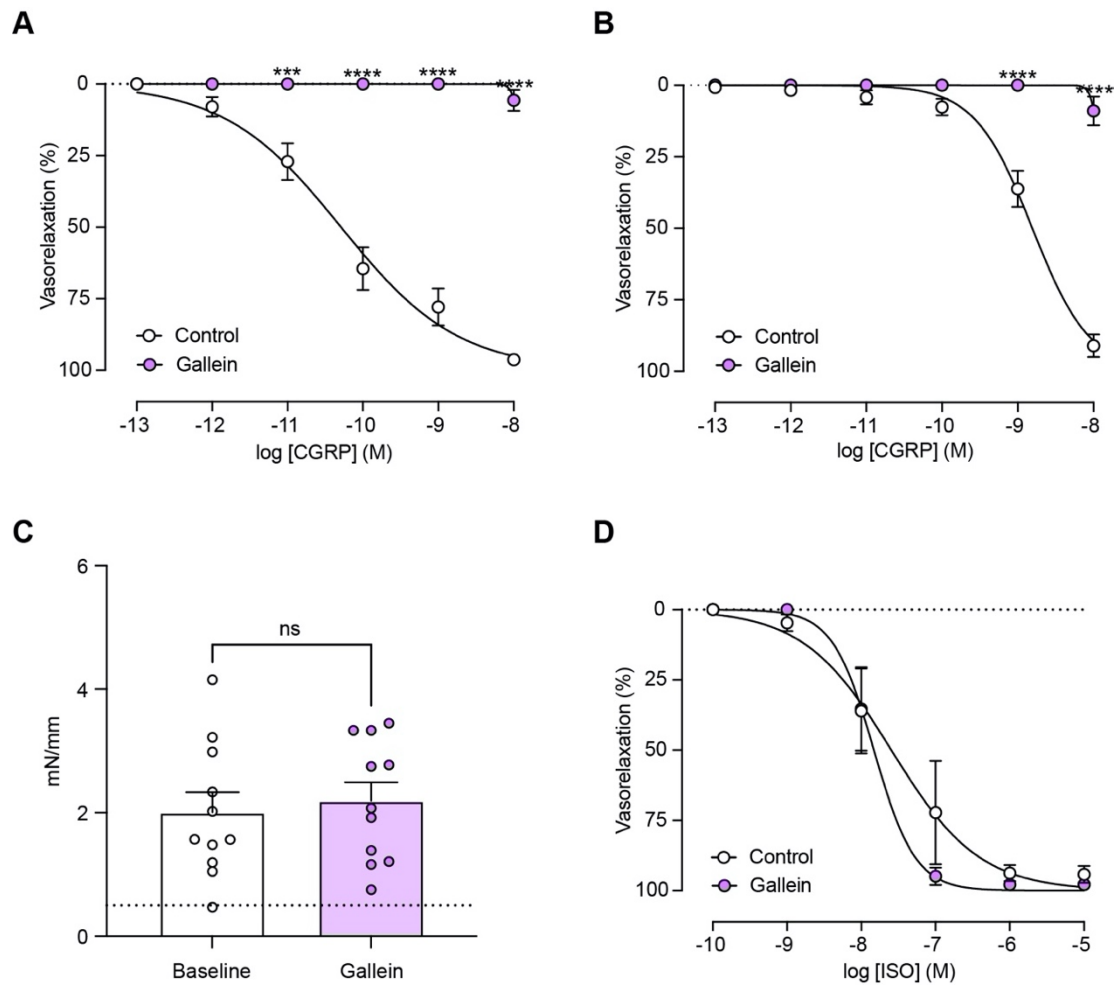 A
***
****
****
****
0
25
50
75
100
Vasorelaxation (%)
Control
Gallein
-13
-12
-11
-10
-9
-8
log [CGRP] (M)
B
****
****
0
25
50
75
100
Vasorelaxation (%)
Control
Gallein
-13
-12
-11
-10
-9
-8
log [CGRP] (M)
C
6
4
2
0
mN/mm
ns
Baseline
Gallein
D
0
25
50
75
100
Vasorelaxation (%)
Control
Gallein
-10
-9
-8
-7
-6
-5
log [ISO] (M)